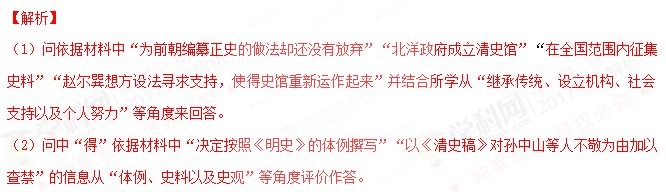 【解析】
（1）问依据材料中“为前朝编纂正史的做法却还没有放弃”“北洋政府成立清史馆”“在全国范围内征集
史料”“赵尔巽想方设法寻求支持，使得史馆重新运作起来”并结合所学从“继承传统、设立机构、社会
支持以及个人努力”等角度来回答。
（2）问中“得”依据材料中“决定按照《明史》的体例撰写”“以《清史稿》对孙中山等人不敬为由加以
查禁”的信息从“体例、史料以及史观”等角度评价作答。